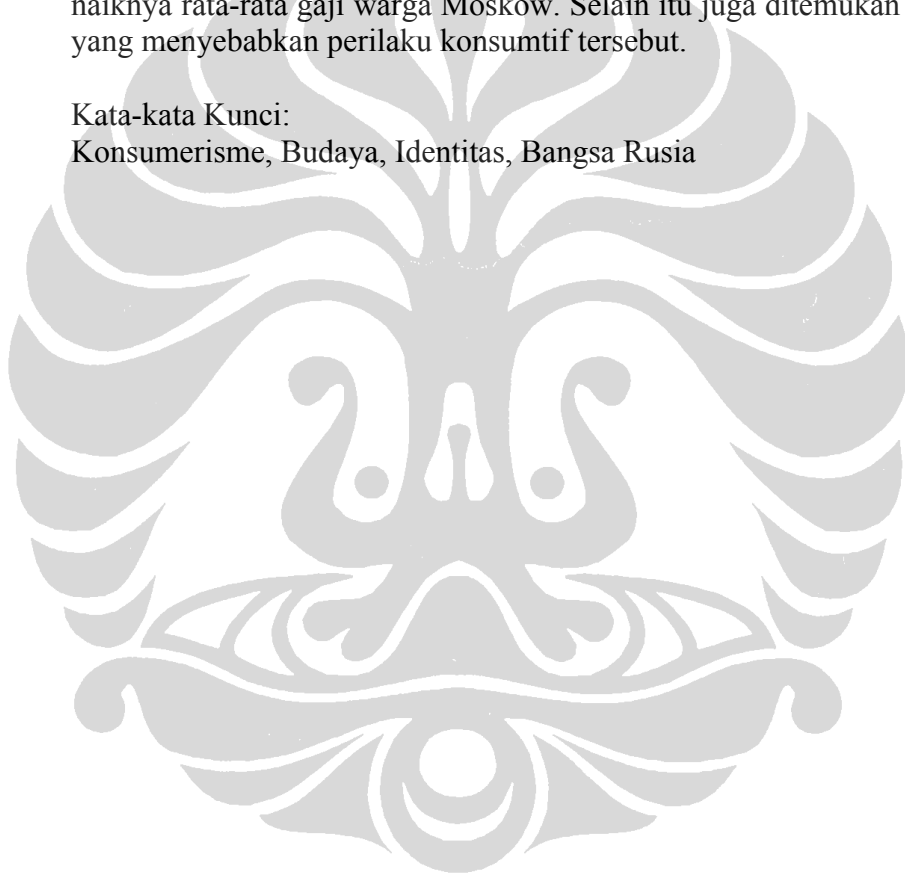 naiknya rata-rata gaji warga Moskow. Selain itu juga ditemukan
yang menyebabkan perilaku konsumtif tersebut.
Kata-kata Kunci:
Konsumerisme, Budaya, Identitas, Bangsa Rusia